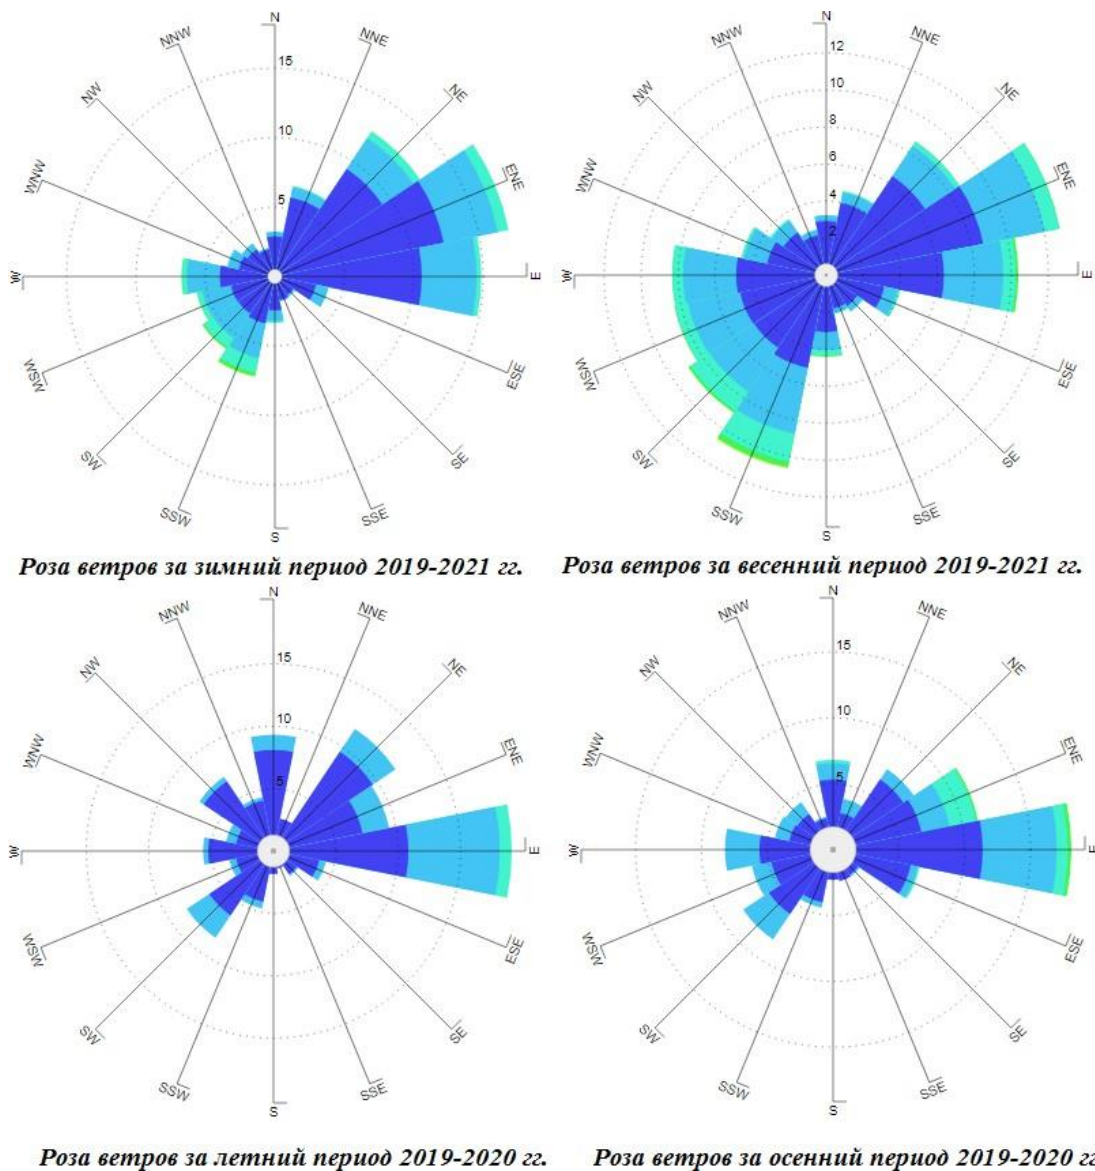 N
NNW
NNE
15
NW
NE
10
WNW
ENE
5
W
E
WSW
ESE
SW
SE
SSW
SSE
S
N
12
NNW
NNE
10
NW
NE
8
6
WNW
ENE
4
2
W
E
WSW
ESE
SW
SE
SSW
SSE
S
Роза ветров за зимний период 2019-2021 гг.
Роза ветров за весенний период 2019-2021 гг.
N
NNW
NNE
15
NW
NE
10
WNW
ENE
5
W
E
WSW
ESE
SW
SE
SSW
SSE
S
N
NNW
NNE
15
NW
NE
10
WNW
ENE
5
W
E
WSW
ESE
SW
SE
SSW
SSE
S
Роза ветров за летний период 2019-2020 гг.
Роза ветров за осенний период 2019-2020 гг